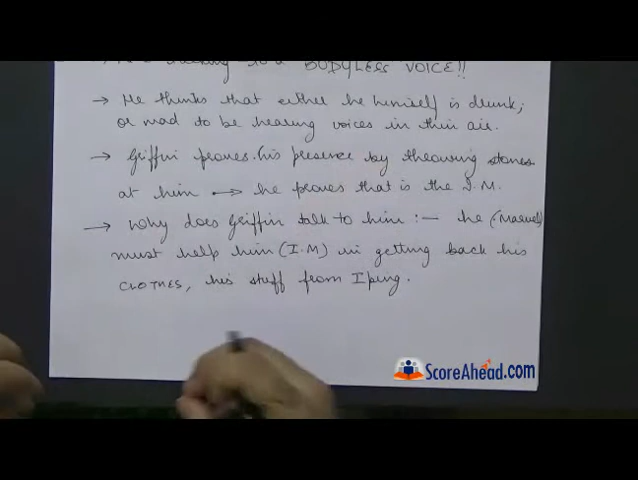 to a BODYLESS VOICE!!
→ He thinks that either he himself is drunk;
or mad to be hearing voices in thin air.
→ Griffin proves his presence by throwing stones
at him → he proves that is the I.M.
→ Why does Griffin talk to him :- he (Marvel)
must help him (I.M) in getting back his
CLOTHES, his stuff from Iping.
ScoreAhead.com